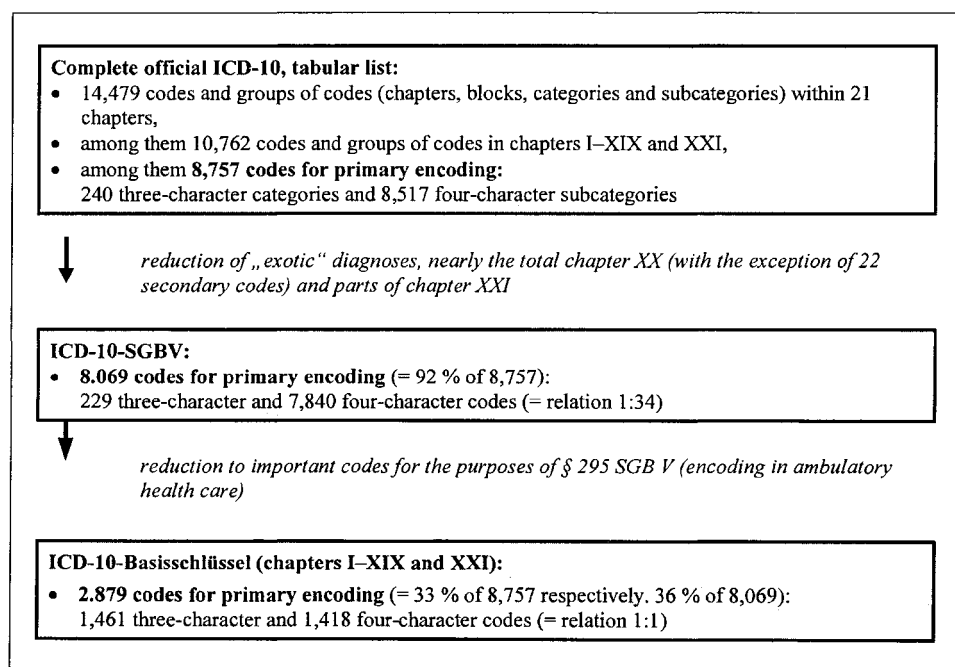 Complete official ICD-10, tabular list:
• 14,479 codes and groups of codes (chapters, blocks, categories and subcategories) within 21
chapters,
• among them 10,762 codes and groups of codes in chapters I–XIX and XXI,
• among them 8,757 codes for primary encoding:
240 three-character categories and 8,517 four-character subcategories
reduction of „exotic“ diagnoses, nearly the total chapter XX (with the exception of 22
secondary codes) and parts of chapter XXI
ICD-10-SGBV:
• 8.069 codes for primary encoding (= 92 % of 8,757):
229 three-character and 7,840 four-character codes (= relation 1:34)
reduction to important codes for the purposes of § 295 SGB V (encoding in ambulatory
health care)
ICD-10-Basisschlüssel (chapters I–XIX and XXI):
• 2.879 codes for primary encoding (= 33 % of 8,757 respectively. 36 % of 8,069):
1,461 three-character and 1,418 four-character codes (= relation 1:1)